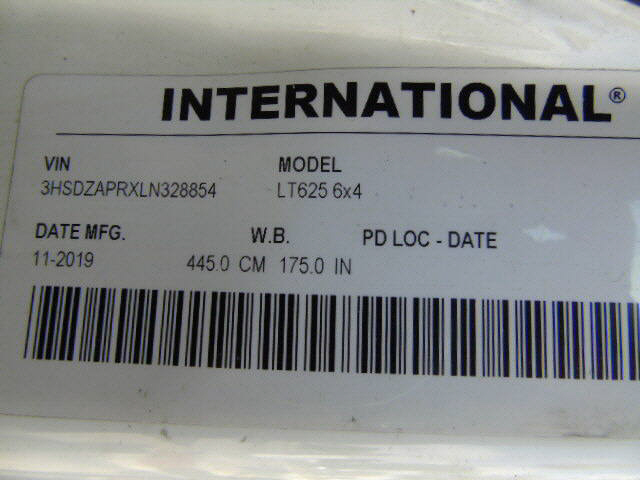 INTERNATIONAL®
VIN MODEL
3HSDZAPRXLN328854 LT625 6x4
DATE MFG. W.B. PD LOC - DATE
11-2019 445.0 CM 175.0 IN